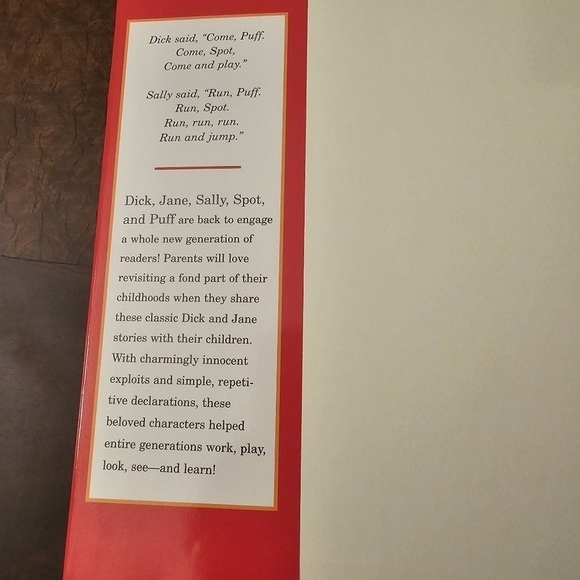 Dick said, “Come, Puff.
Come, Spot,
Come and play.”
Sally said, “Run, Puff.
Run, Spot.
Run, run, run.
Run and jump.”
Dick, Jane, Sally, Spot,
and Puff are back to engage
a whole new generation of
readers! Parents will love
revisiting a fond part of their
childhoods when they share
these classic Dick and Jane
stories with their children.
With charmingly innocent
exploits and simple, repeti-
tive declarations, these
beloved characters helped
entire generations work, play,
look, see—and learn!